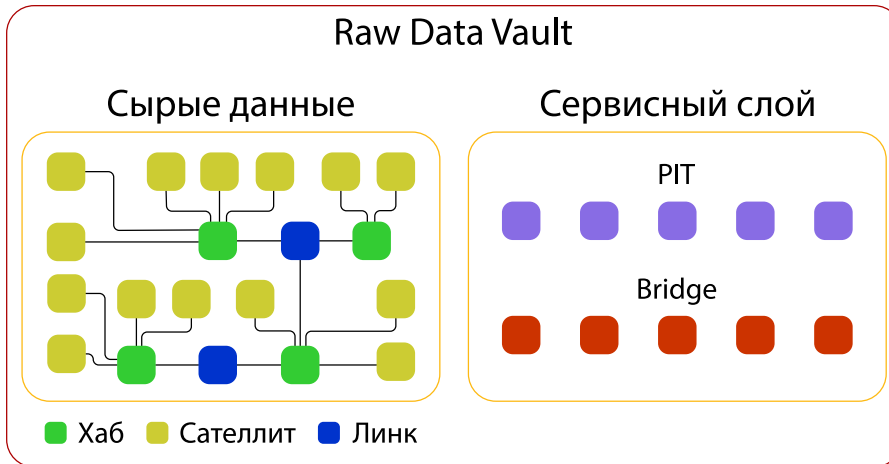 Raw Data Vault
Сырые данные
Сервисный слой
PIT
Bridge
Хаб
Сателлит
Линк